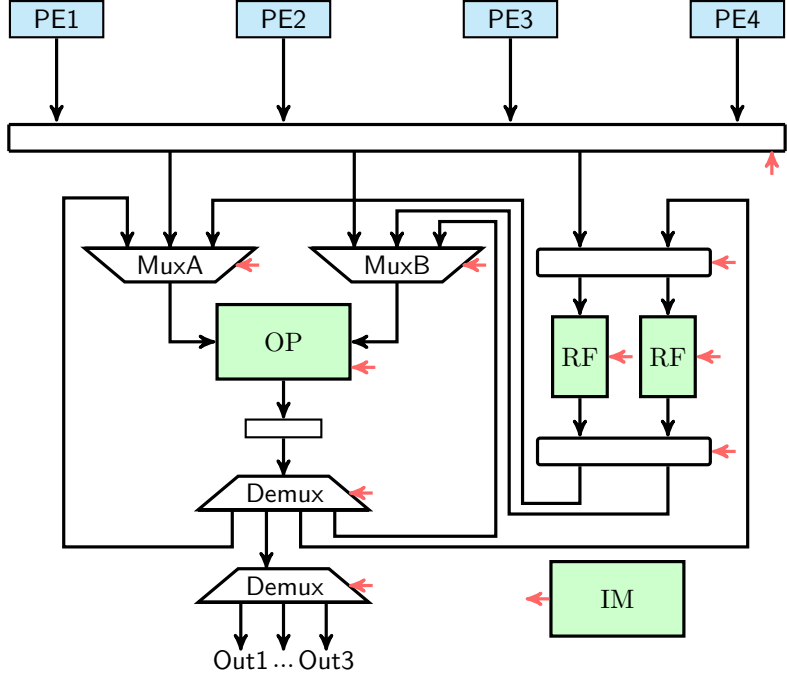 PE1 PE2 PE3 PE4
MuxA MuxB
OP RF RF
Demux
Demux IM
Out1 ... Out3